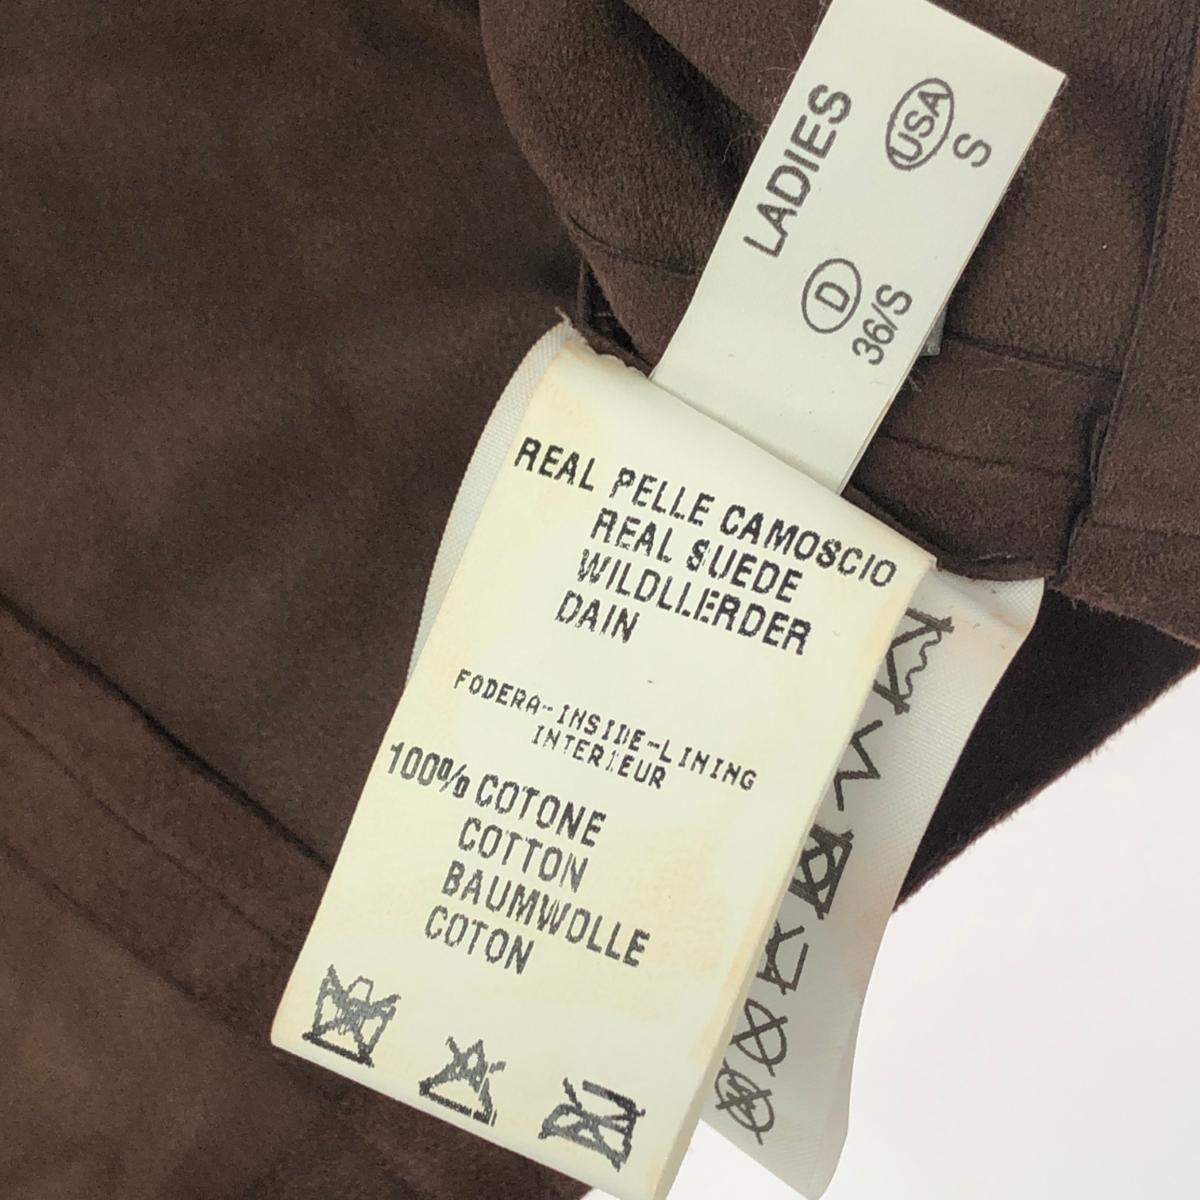 LADIES
USA
S
D
36/S
REAL PELLE CAMOSCIO
REAL SUEDE
WILDLLERDER
DAIN
FODERA-INSIDE-LINING
INTERIEUR
100% COTONE
COTTON
BAUMWOLLE
COTON